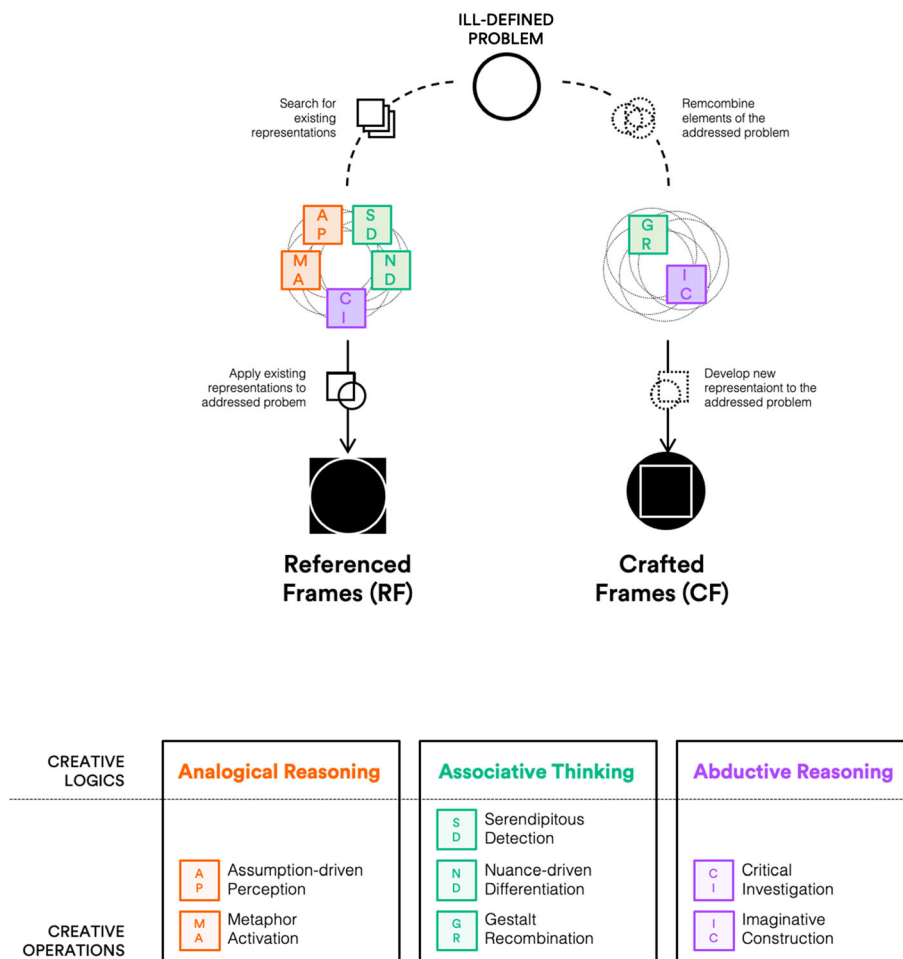 ILL-DEFINED
PROBLEM
Search for
existing
representations
Remcombine
elements of the
addressed problem
A
P
S
D
M
A
N
D
C
I
G
R
I
C
Apply existing
representations to
addressed probem
Develop new
representaiont to the
addressed problem
Referenced
Frames (RF)
Crafted
Frames (CF)
CREATIVE
LOGICS
Analogical Reasoning
Associative Thinking
Abductive Reasoning
CREATIVE
OPERATIONS
A
P
Assumption-driven
Perception
M
A
Metaphor
Activation
S
D
Serendipitous
Detection
N
D
Nuance-driven
Differentiation
G
R
Gestalt
Recombination
C
I
Critical
Investigation
I
C
Imaginative
Construction